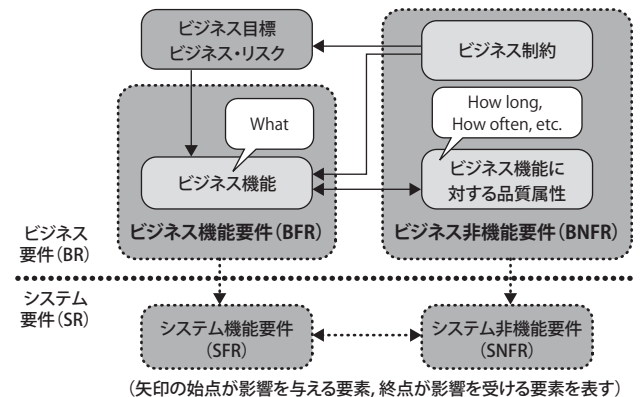 ビジネス目標
ビジネス・リスク
ビジネス制約
What
How long,
How often, etc.
ビジネス機能
ビジネス機能に
対する品質属性
ビジネス機能要件(BFR)
ビジネス非機能要件(BNFR)
ビジネス
要件(BR)
システム
要件(SR)
システム機能要件
(SFR)
システム非機能要件
(SNFR)
(矢印の始点が影響を与える要素,終点が影響を受ける要素を表す)